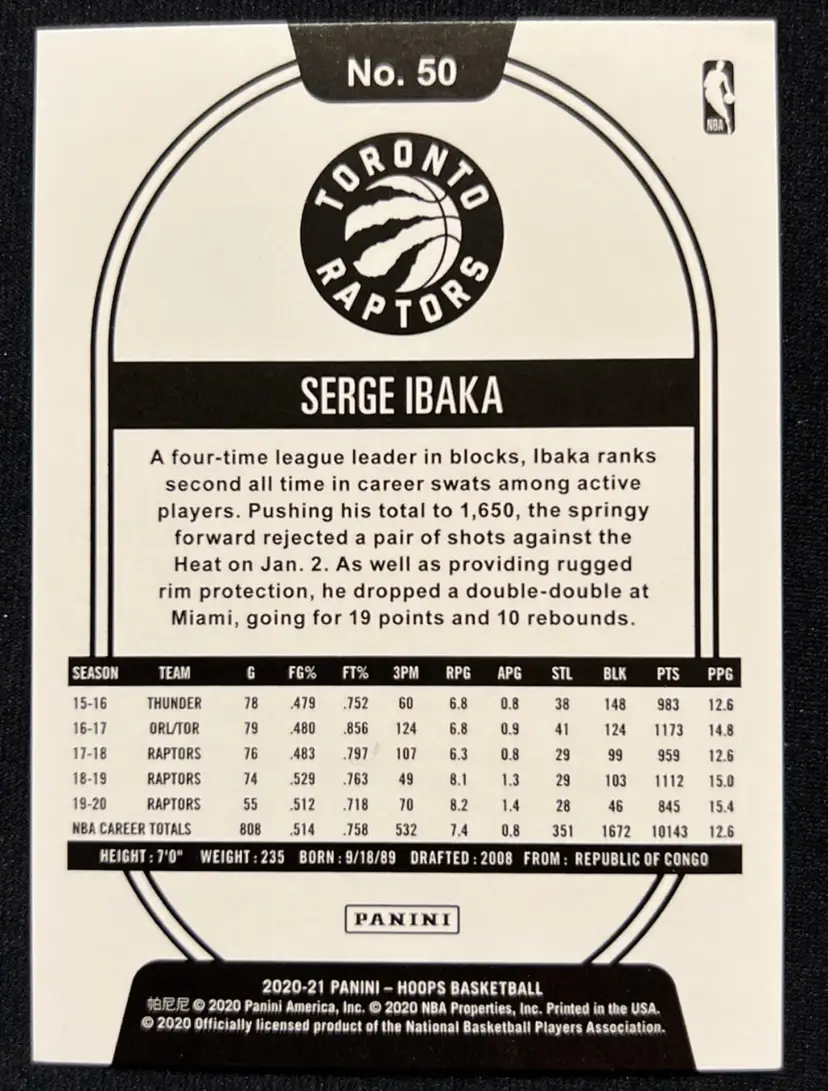 No. 50
NBA
TORONTO
RAPTORS
SERGE IBAKA
A four-time league leader in blocks, Ibaka ranks
second all time in career swats among active
players. Pushing his total to 1,650, the springy
forward rejected a pair of shots against the
Heat on Jan. 2. As well as providing rugged
rim protection, he dropped a double-double at
Miami, going for 19 points and 10 rebounds.
SEASON TEAM G FG% FT% 3PM RPG APG STL BLK PTS PPG
15-16 THUNDER 78 .479 .752 60 6.8 0.8 38 148 983 12.6
16-17 ORL/TOR 79 .480 .856 124 6.8 0.9 41 124 1173 14.8
17-18 RAPTORS 76 .483 .797 107 6.3 0.8 29 99 959 12.6
18-19 RAPTORS 74 .529 .763 49 8.1 1.3 29 103 1112 15.0
19-20 RAPTORS 55 .512 .718 70 8.2 1.4 28 46 845 15.4
NBA CAREER TOTALS 808 .514 .758 532 7.4 0.8 351 1672 10143 12.6
HEIGHT: 7'0" WEIGHT: 235 BORN: 9/18/89 DRAFTED: 2008 FROM: REPUBLIC OF CONGO
PANINI
2020-21 PANINI – HOOPS BASKETBALL
帕尼尼 © 2020 Panini America, Inc. © 2020 NBA Properties, Inc. Printed in the USA.
© 2020 Officially licensed product of the National Basketball Players Association.